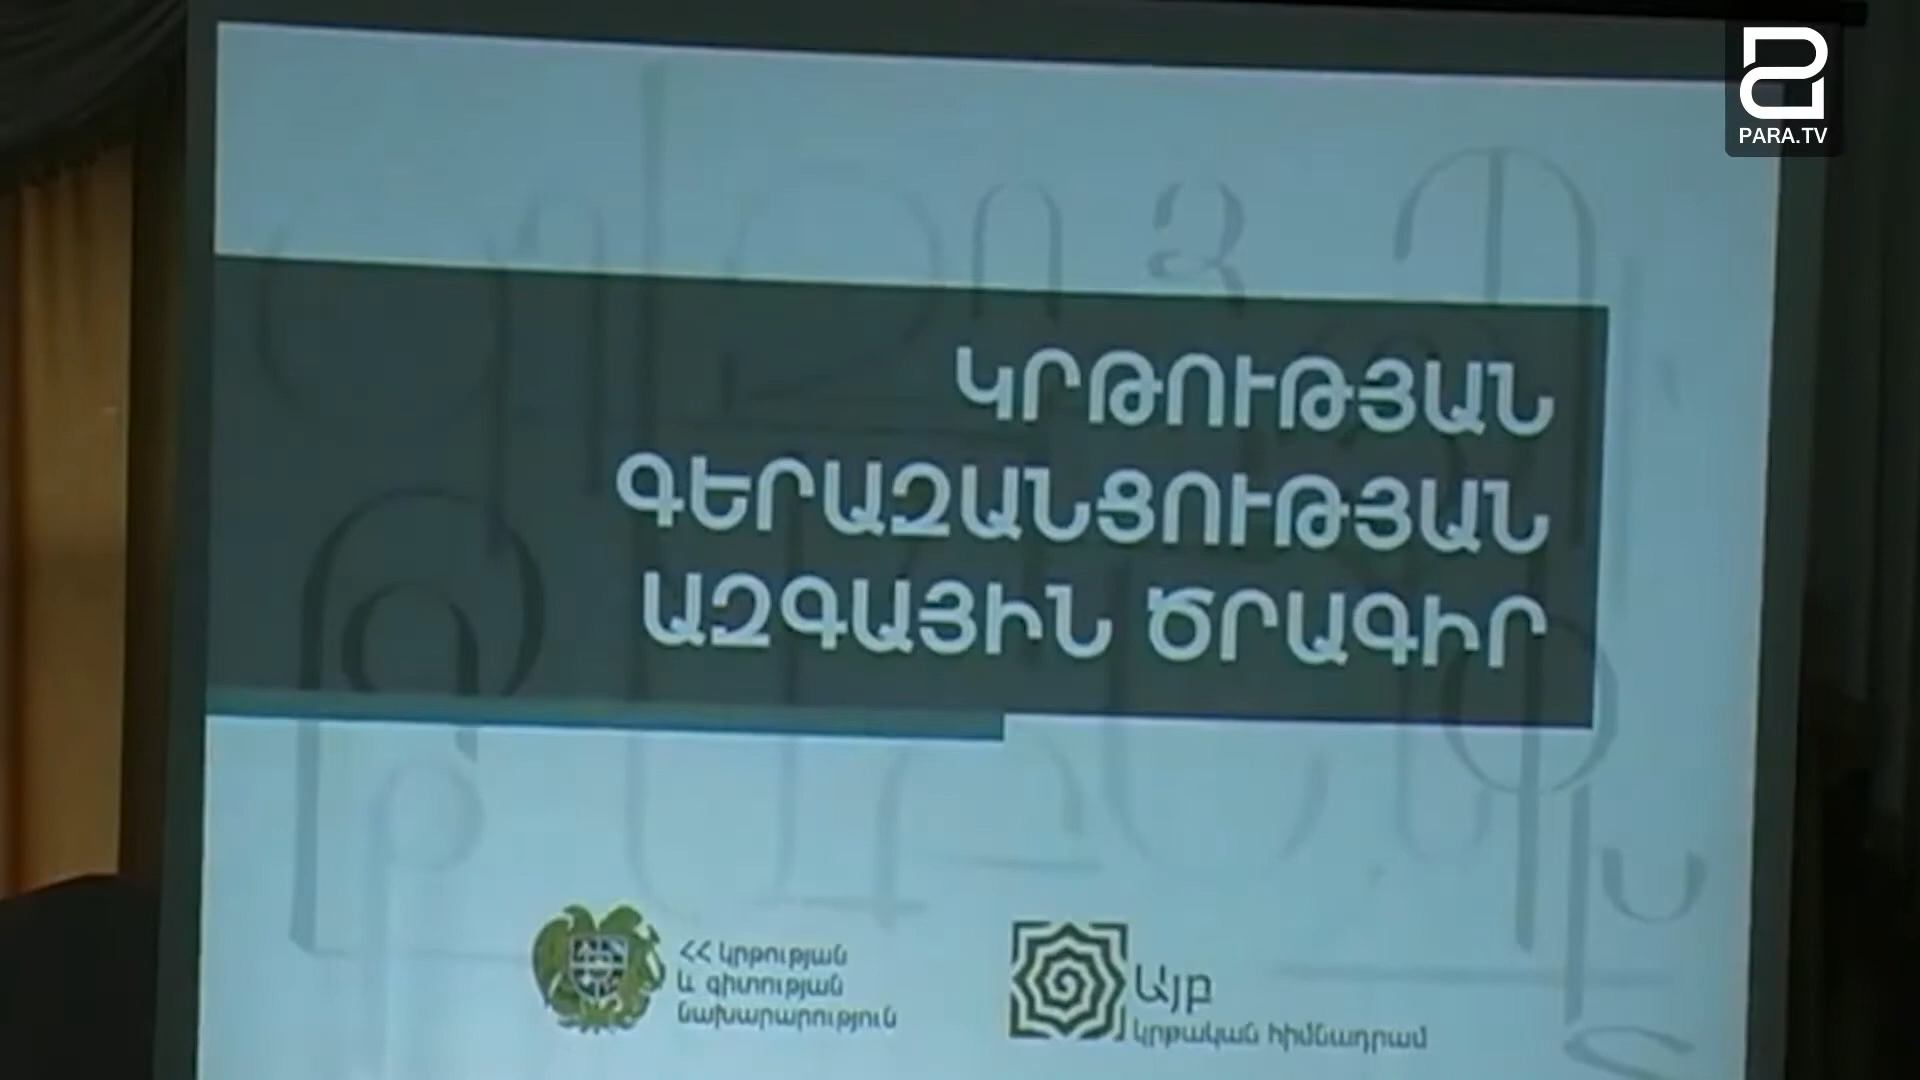 PARA.TV
ԿՐԹՈՒԹՅԱՆ
ԳԵՐԱԶԱՆՑՈՒԹՅԱՆ
ԱԶԳԱՅԻՆ ԾՐԱԳԻՐ
ՀՀ կրթության
և գիտության
նախարարություն
Այբ
կրթական հիմնադրամ